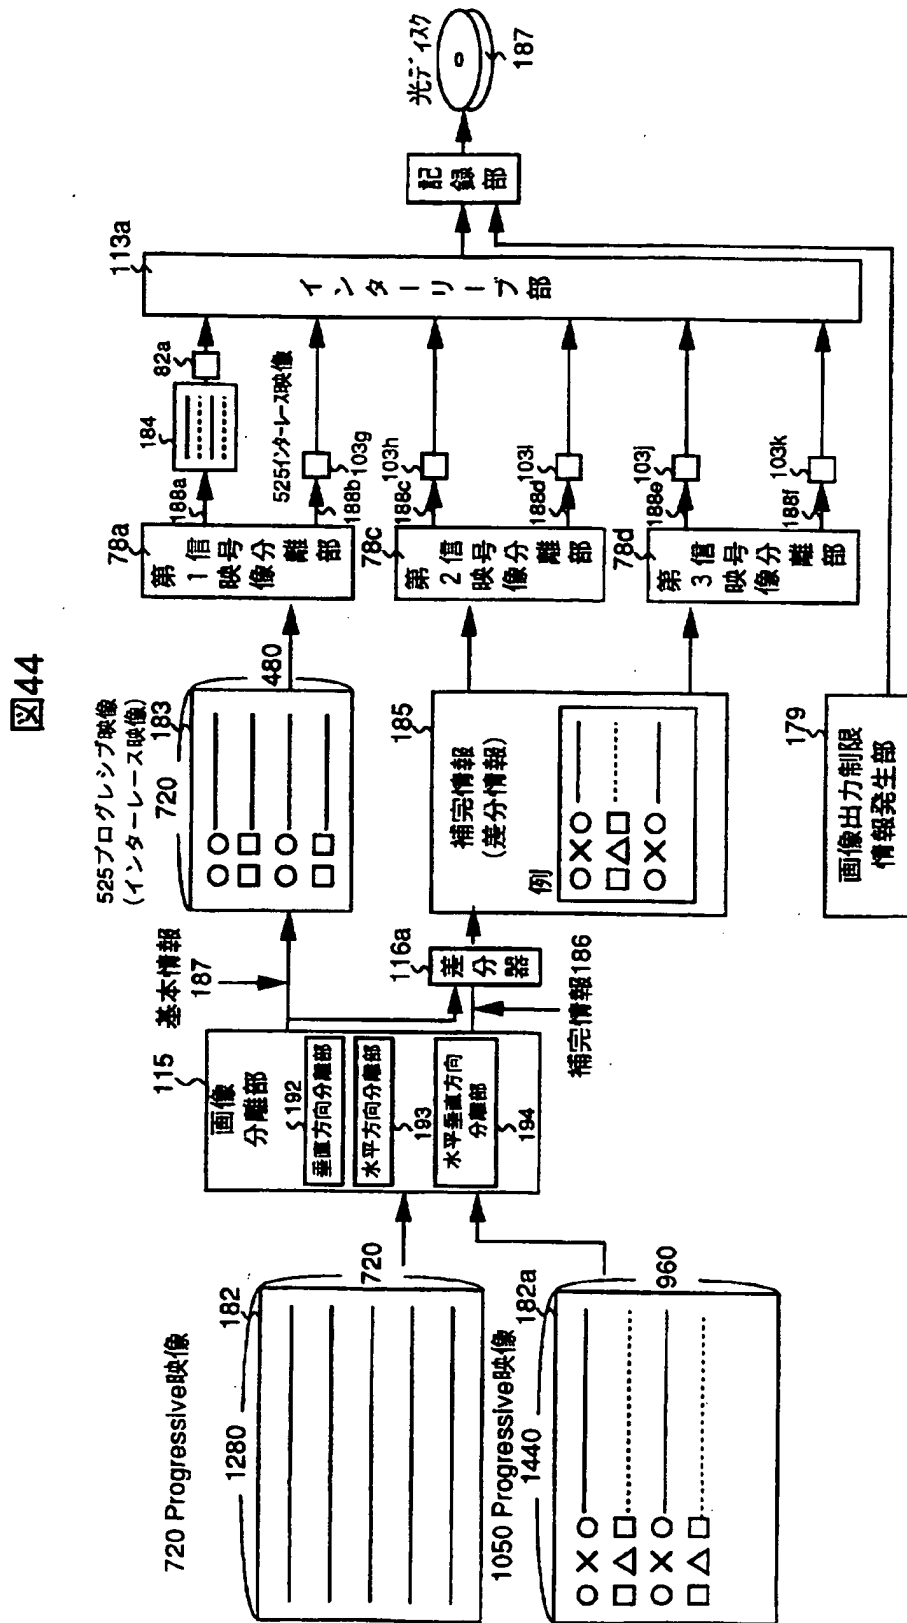 図44
720 Progressive映像
1280
182
720
1050 Progressive映像
1440
182a
960
115
画像
分離部
192
垂直方向分離部
水平方向分離部
193
水平垂直方向
分離部
194
基本情報
187
116a
差分器
補完情報186
525プログレシブ映像
(インターレース映像)
720
183
480
185
補完情報
(差分情報)
例
179
画像出力制限
情報発生部
78a
第1映像
信号分離部
78c
第2映像
信号分離部
78d
第3映像
信号分離部
188a
184
82a
525インターレース映像
188b
103g
188c
103h
188d
103i
188e
103j
188f
103k
113a
インターリーブ部
記録部
光ディスク
187